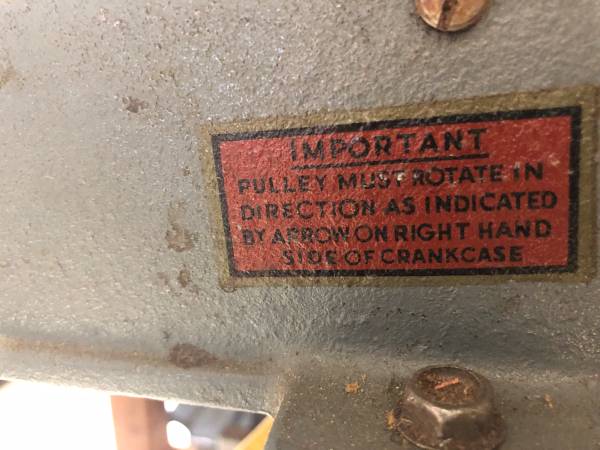 IMPORTANT
PULLEY MUST ROTATE IN
DIRECTION AS INDICATED
BY ARROW ON RIGHT HAND
SIDE OF CRANKCASE